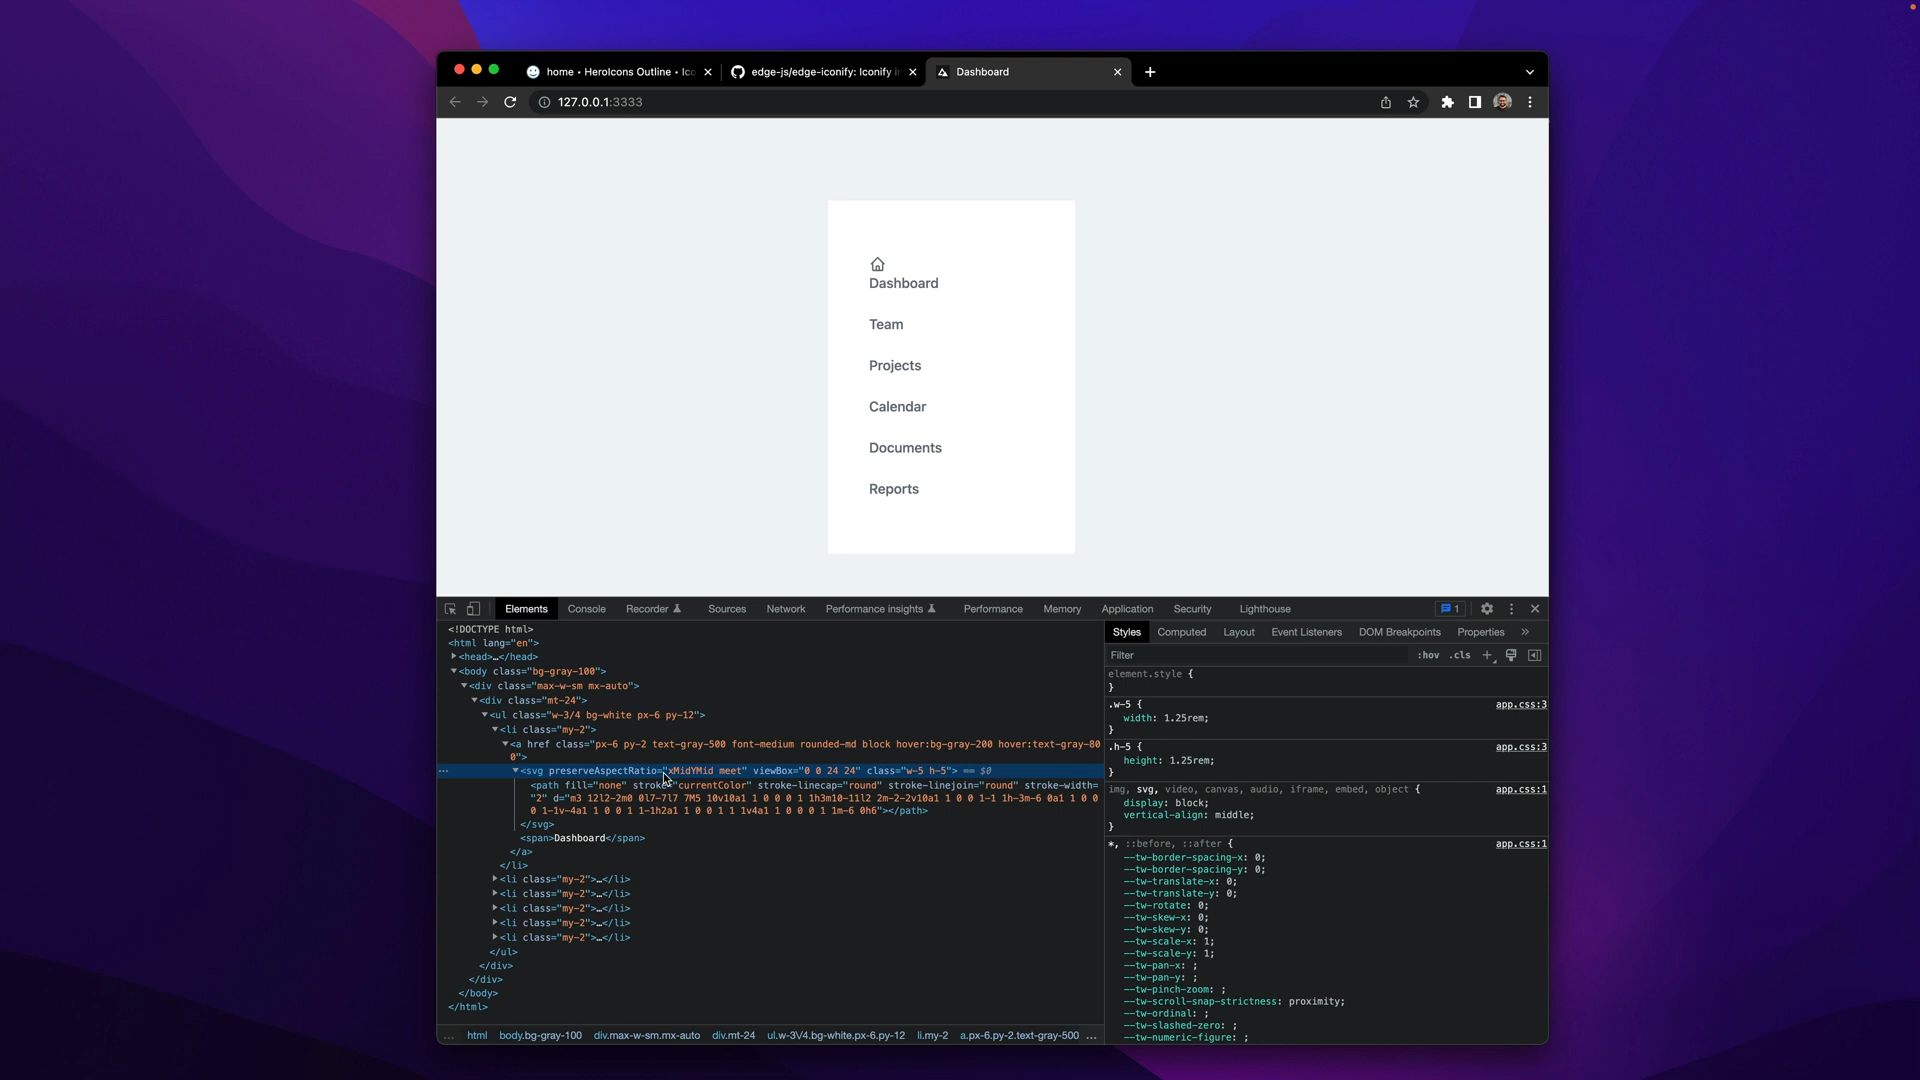 home • HeroIcons Outline • Ico
edge-js/edge-iconify: Iconify i
Dashboard
127.0.0.1:3333
Dashboard
Team
Projects
Calendar
Documents
Reports
Elements Console Recorder Sources Network Performance insights Performance Memory Application Security Lighthouse 1
<!DOCTYPE html>
<html lang="en">
<head>…</head>
<body class="bg-gray-100">
<div class="max-w-sm mx-auto">
<div class="mt-24">
<ul class="w-3/4 bg-white px-6 py-12">
<li class="my-2">
<a href class="px-6 py-2 text-gray-500 font-medium rounded-md block hover:bg-gray-200 hover:text-gray-80
0">
<svg preserveAspectRatio="xMidYMid meet" viewBox="0 0 24 24" class="w-5 h-5"> == $0
<path fill="none" stroke="currentColor" stroke-linecap="round" stroke-linejoin="round" stroke-width=
"2" d="m3 12l2-2m0 0l7-7l7 7M5 10v10a1 1 0 0 0 1 1h3m10-11l2 2m-2-2v10a1 1 0 0 1-1 1h-3m-6 0a1 1 0 0
0 1-1v-4a1 1 0 0 1 1-1h2a1 1 0 0 1 1 1v4a1 1 0 0 0 1 1m-6 0h6"></path>
</svg>
<span>Dashboard</span>
</a>
</li>
<li class="my-2">…</li>
<li class="my-2">…</li>
<li class="my-2">…</li>
<li class="my-2">…</li>
<li class="my-2">…</li>
</ul>
</div>
</div>
</body>
</html>
… html body.bg-gray-100 div.max-w-sm.mx-auto div.mt-24 ul.w-3\/4.bg-white.px-6.py-12 li.my-2 a.px-6.py-2.text-gray-500 …
Styles Computed Layout Event Listeners DOM Breakpoints Properties »
Filter :hov .cls +
element.style {
}
.w-5 { app.css:3
width: 1.25rem;
}
.h-5 { app.css:3
height: 1.25rem;
}
img, svg, video, canvas, audio, iframe, embed, object { app.css:1
display: block;
vertical-align: middle;
}
*, ::before, ::after { app.css:1
--tw-border-spacing-x: 0;
--tw-border-spacing-y: 0;
--tw-translate-x: 0;
--tw-translate-y: 0;
--tw-rotate: 0;
--tw-skew-x: 0;
--tw-skew-y: 0;
--tw-scale-x: 1;
--tw-scale-y: 1;
--tw-pan-x: ;
--tw-pan-y: ;
--tw-pinch-zoom: ;
--tw-scroll-snap-strictness: proximity;
--tw-ordinal: ;
--tw-slashed-zero: ;
--tw-numeric-figure: ;